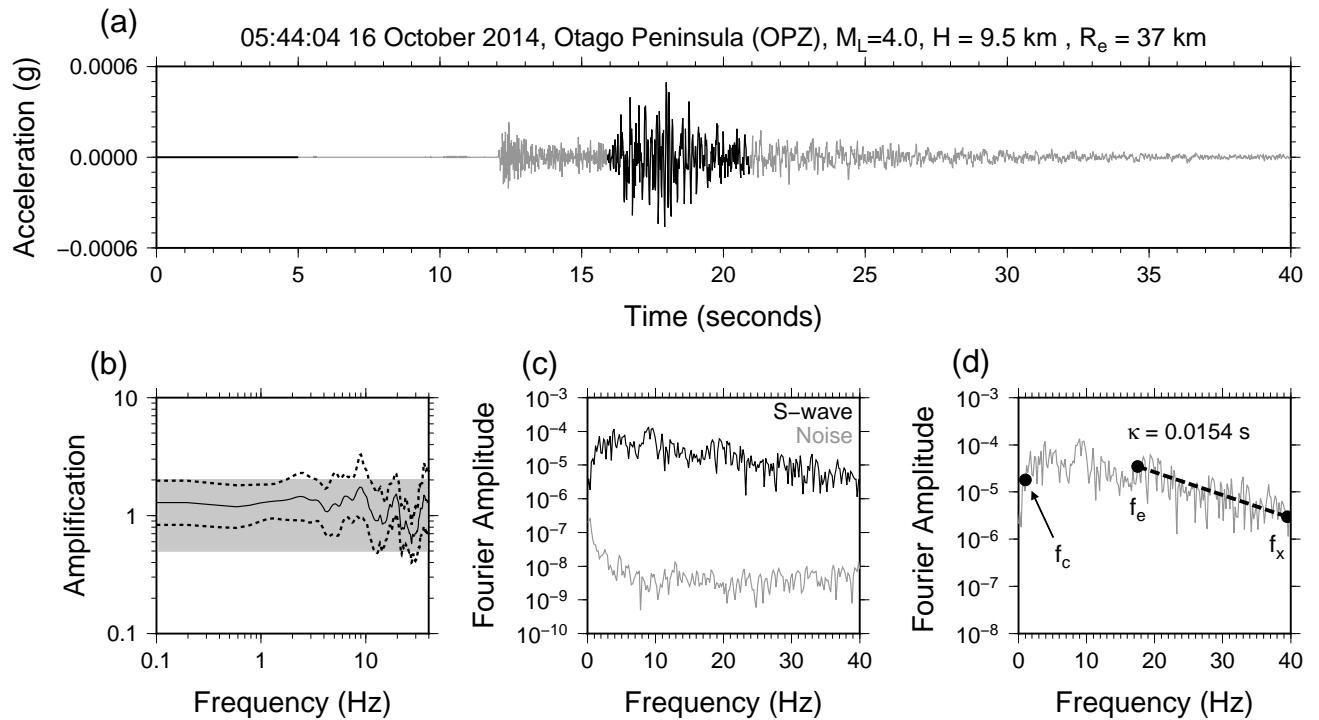 (a)
05:44:04 16 October 2014, Otago Peninsula (OPZ), M_L=4.0, H = 9.5 km , R_e = 37 km
Acceleration (g)
0.0006
0.0000
−0.0006
0 5 10 15 20 25 30 35 40
Time (seconds)
(b)
Amplification
10
1
0.1
0.1 1 10
Frequency (Hz)
(c)
Fourier Amplitude
10⁻³
10⁻⁴
10⁻⁵
10⁻⁶
10⁻⁷
10⁻⁸
10⁻⁹
10⁻¹⁰
S−wave
Noise
0 10 20 30 40
Frequency (Hz)
(d)
Fourier Amplitude
10⁻³
10⁻⁴
10⁻⁵
10⁻⁶
10⁻⁷
10⁻⁸
κ = 0.0154 s
f_e
f_c
f_x
0 10 20 30 40
Frequency (Hz)